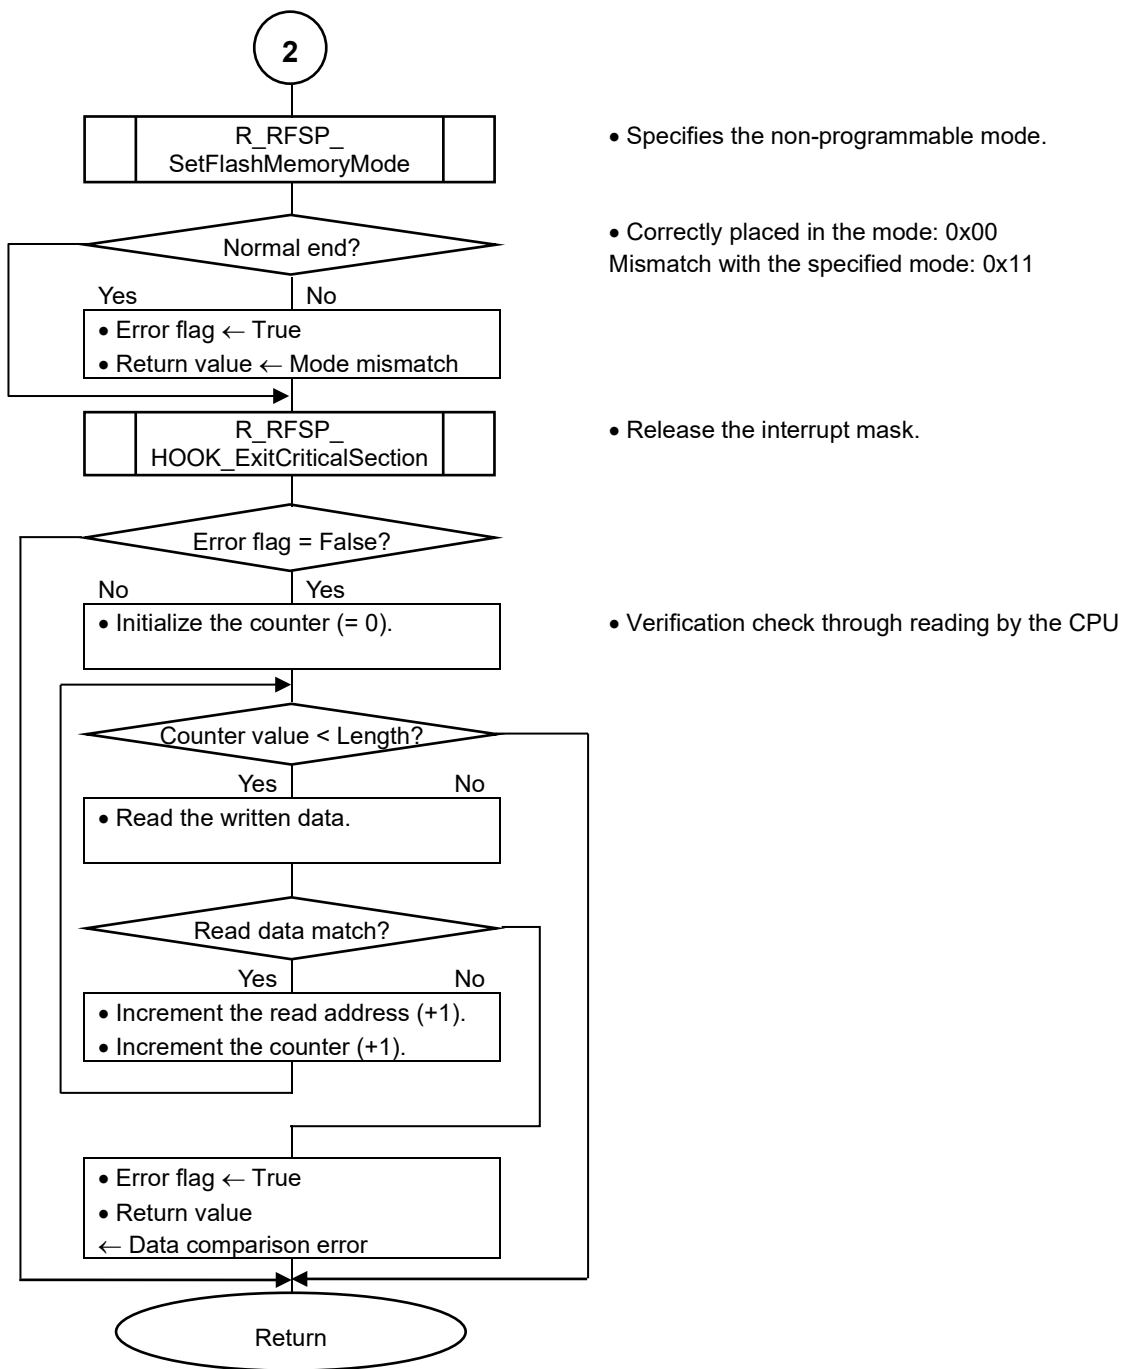 2
R_RFSP_
SetFlashMemoryMode
• Specifies the non-programmable mode.
Normal end?
• Correctly placed in the mode: 0x00
Mismatch with the specified mode: 0x11
Yes
No
• Error flag ← True
• Return value ← Mode mismatch
R_RFSP_
HOOK_ExitCriticalSection
• Release the interrupt mask.
Error flag = False?
No
Yes
• Initialize the counter (= 0).
• Verification check through reading by the CPU
Counter value < Length?
Yes
No
• Read the written data.
Read data match?
Yes
No
• Increment the read address (+1).
• Increment the counter (+1).
• Error flag ← True
• Return value
← Data comparison error
Return